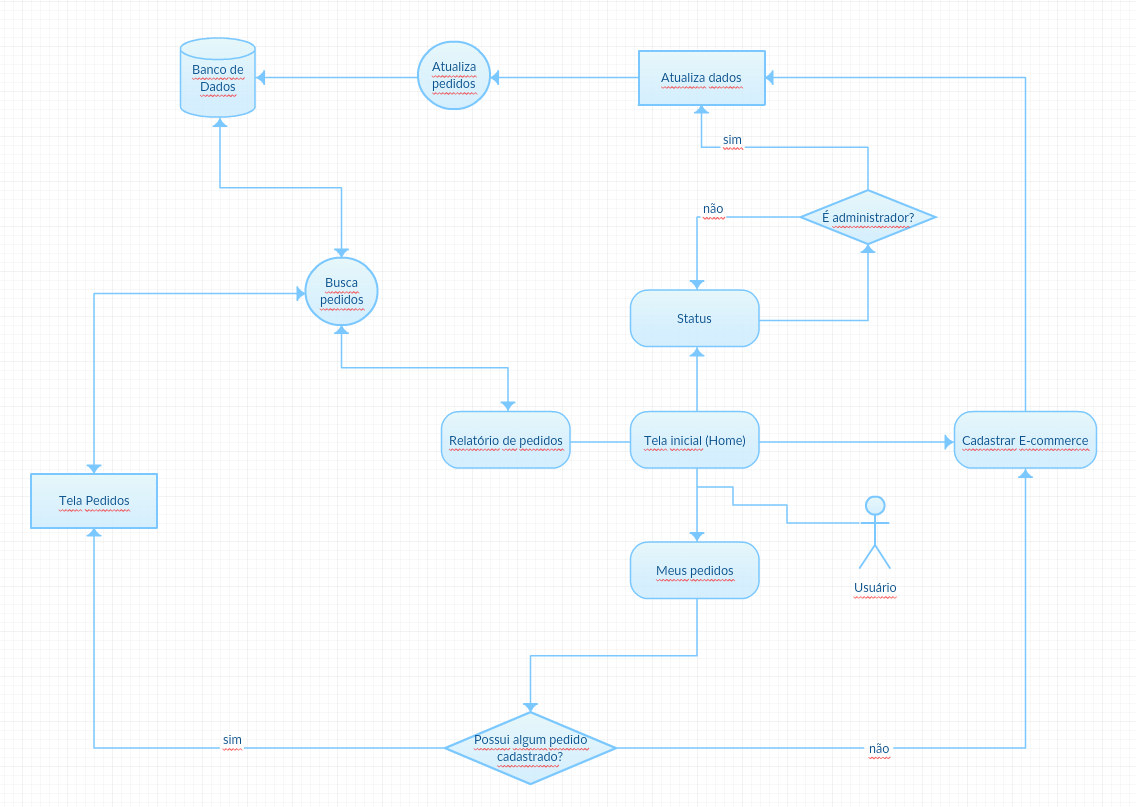 Banco de
Dados
Atualiza
pedidos
Atualiza dados
sim
não
É administrador?
Busca
pedidos
Status
Relatório de pedidos
Tela inicial (Home)
Cadastrar E-commerce
Tela Pedidos
Meus pedidos
Usuário
sim
Possui algum pedido
cadastrado?
não